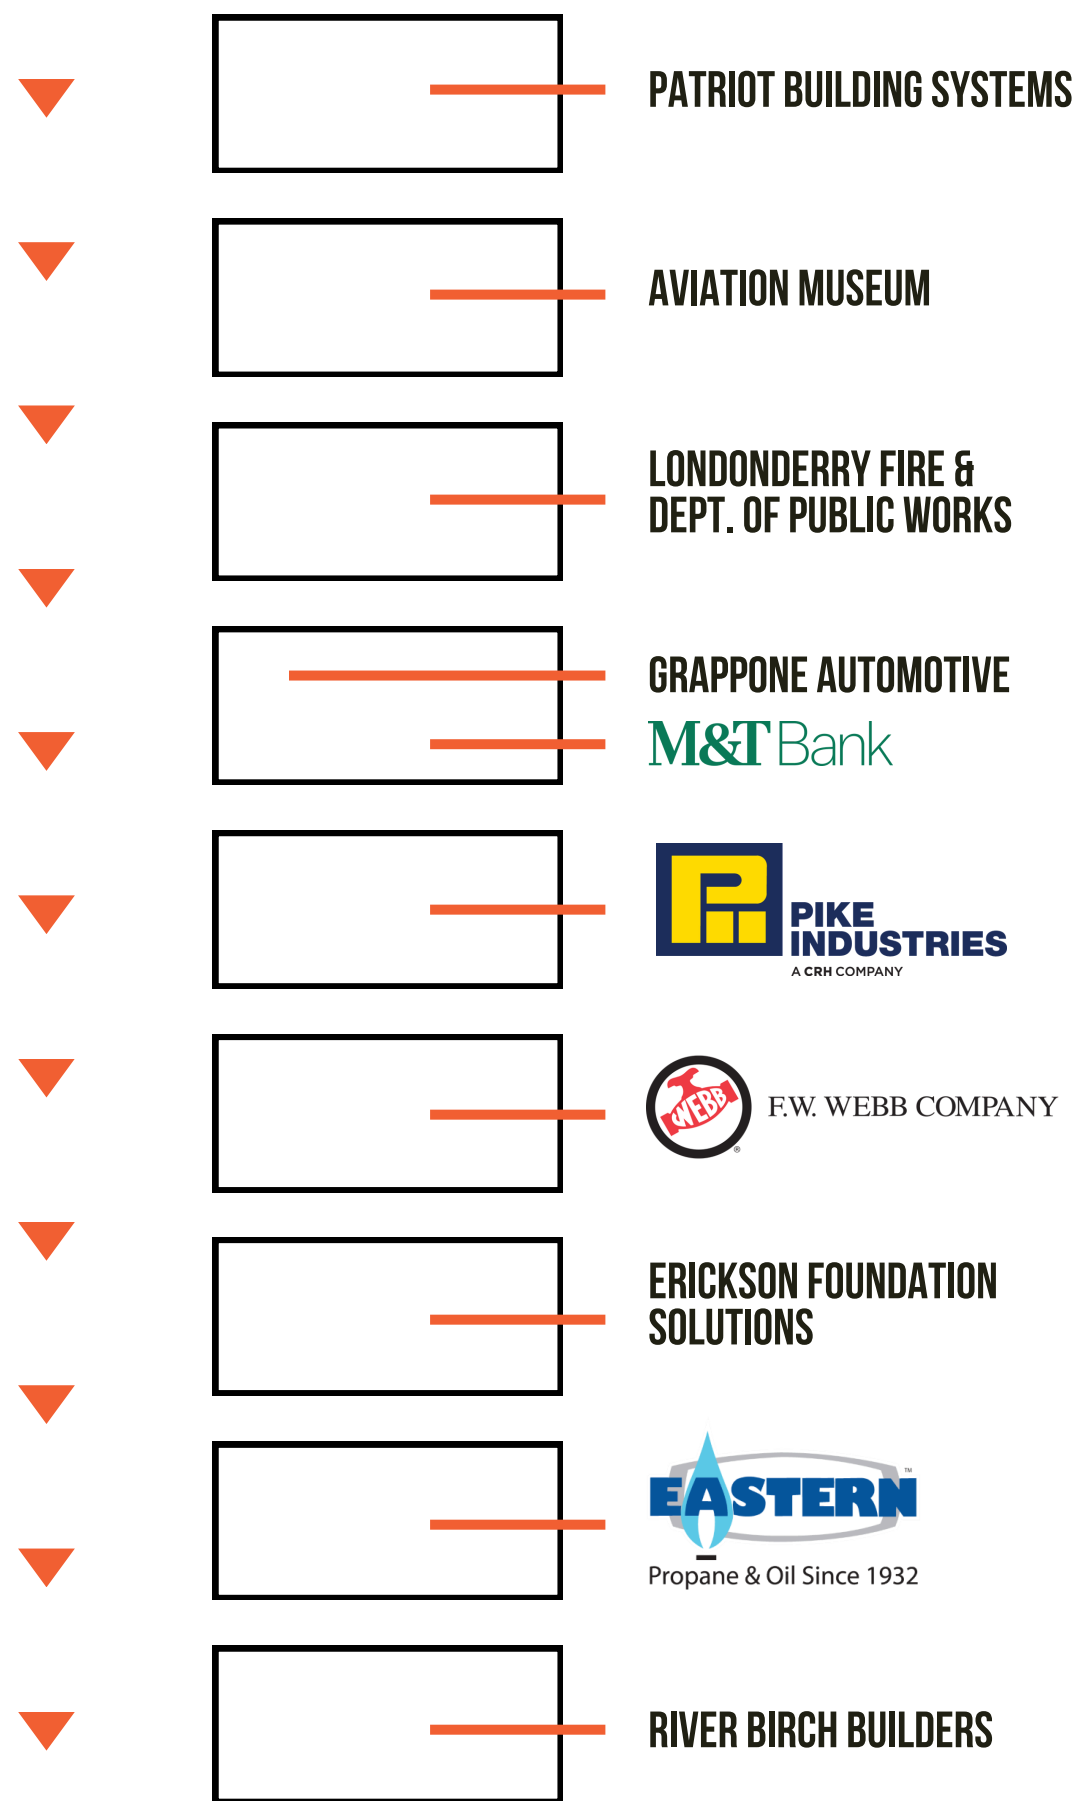 PATRIOT BUILDING SYSTEMS
AVIATION MUSEUM
LONDONDERRY FIRE &
DEPT. OF PUBLIC WORKS
GRAPPONE AUTOMOTIVE
M&T Bank
PIKE
INDUSTRIES
A CRH COMPANY
WEBB
®
F.W. WEBB COMPANY
ERICKSON FOUNDATION
SOLUTIONS
EASTERN™
Propane & Oil Since 1932
RIVER BIRCH BUILDERS